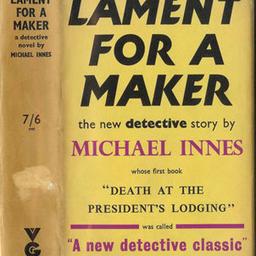 LAMENT
FOR A
MAKER
a detective
novel by
MICHAEL INNES
7/6
net
VG
LAMENT
FOR A
MAKER
the new detective story by
MICHAEL INNES
whose first book
"DEATH AT THE
PRESIDENT'S LODGING"
was called
"A new detective classic"